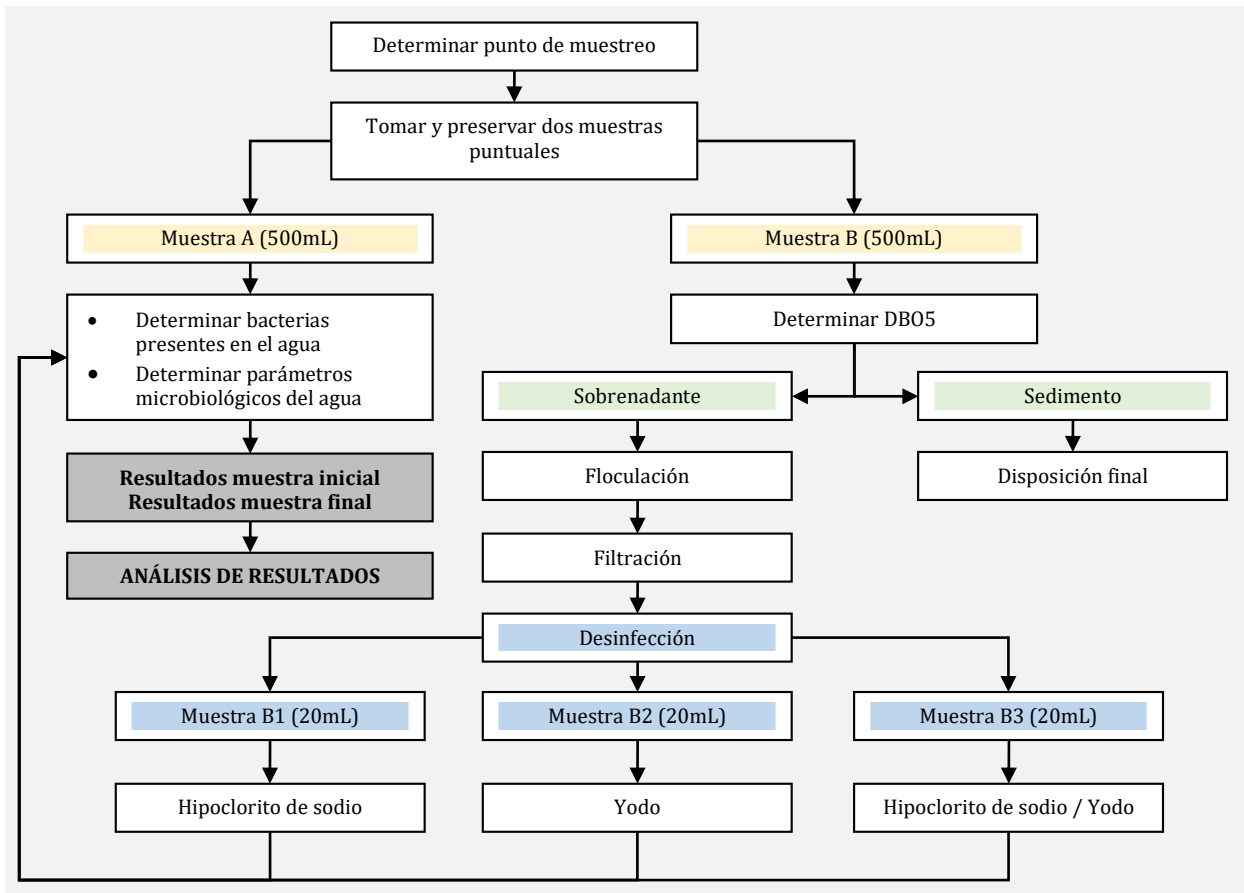 Determinar punto de muestreo
Tomar y preservar dos muestras
puntuales
Muestra A (500mL)
Muestra B (500mL)
• Determinar bacterias
presentes en el agua
• Determinar parámetros
microbiológicos del agua
Determinar DBO5
Sobrenadante
Sedimento
Resultados muestra inicial
Resultados muestra final
Floculación
Disposición final
ANÁLISIS DE RESULTADOS
Filtración
Desinfección
Muestra B1 (20mL)
Muestra B2 (20mL)
Muestra B3 (20mL)
Hipoclorito de sodio
Yodo
Hipoclorito de sodio / Yodo